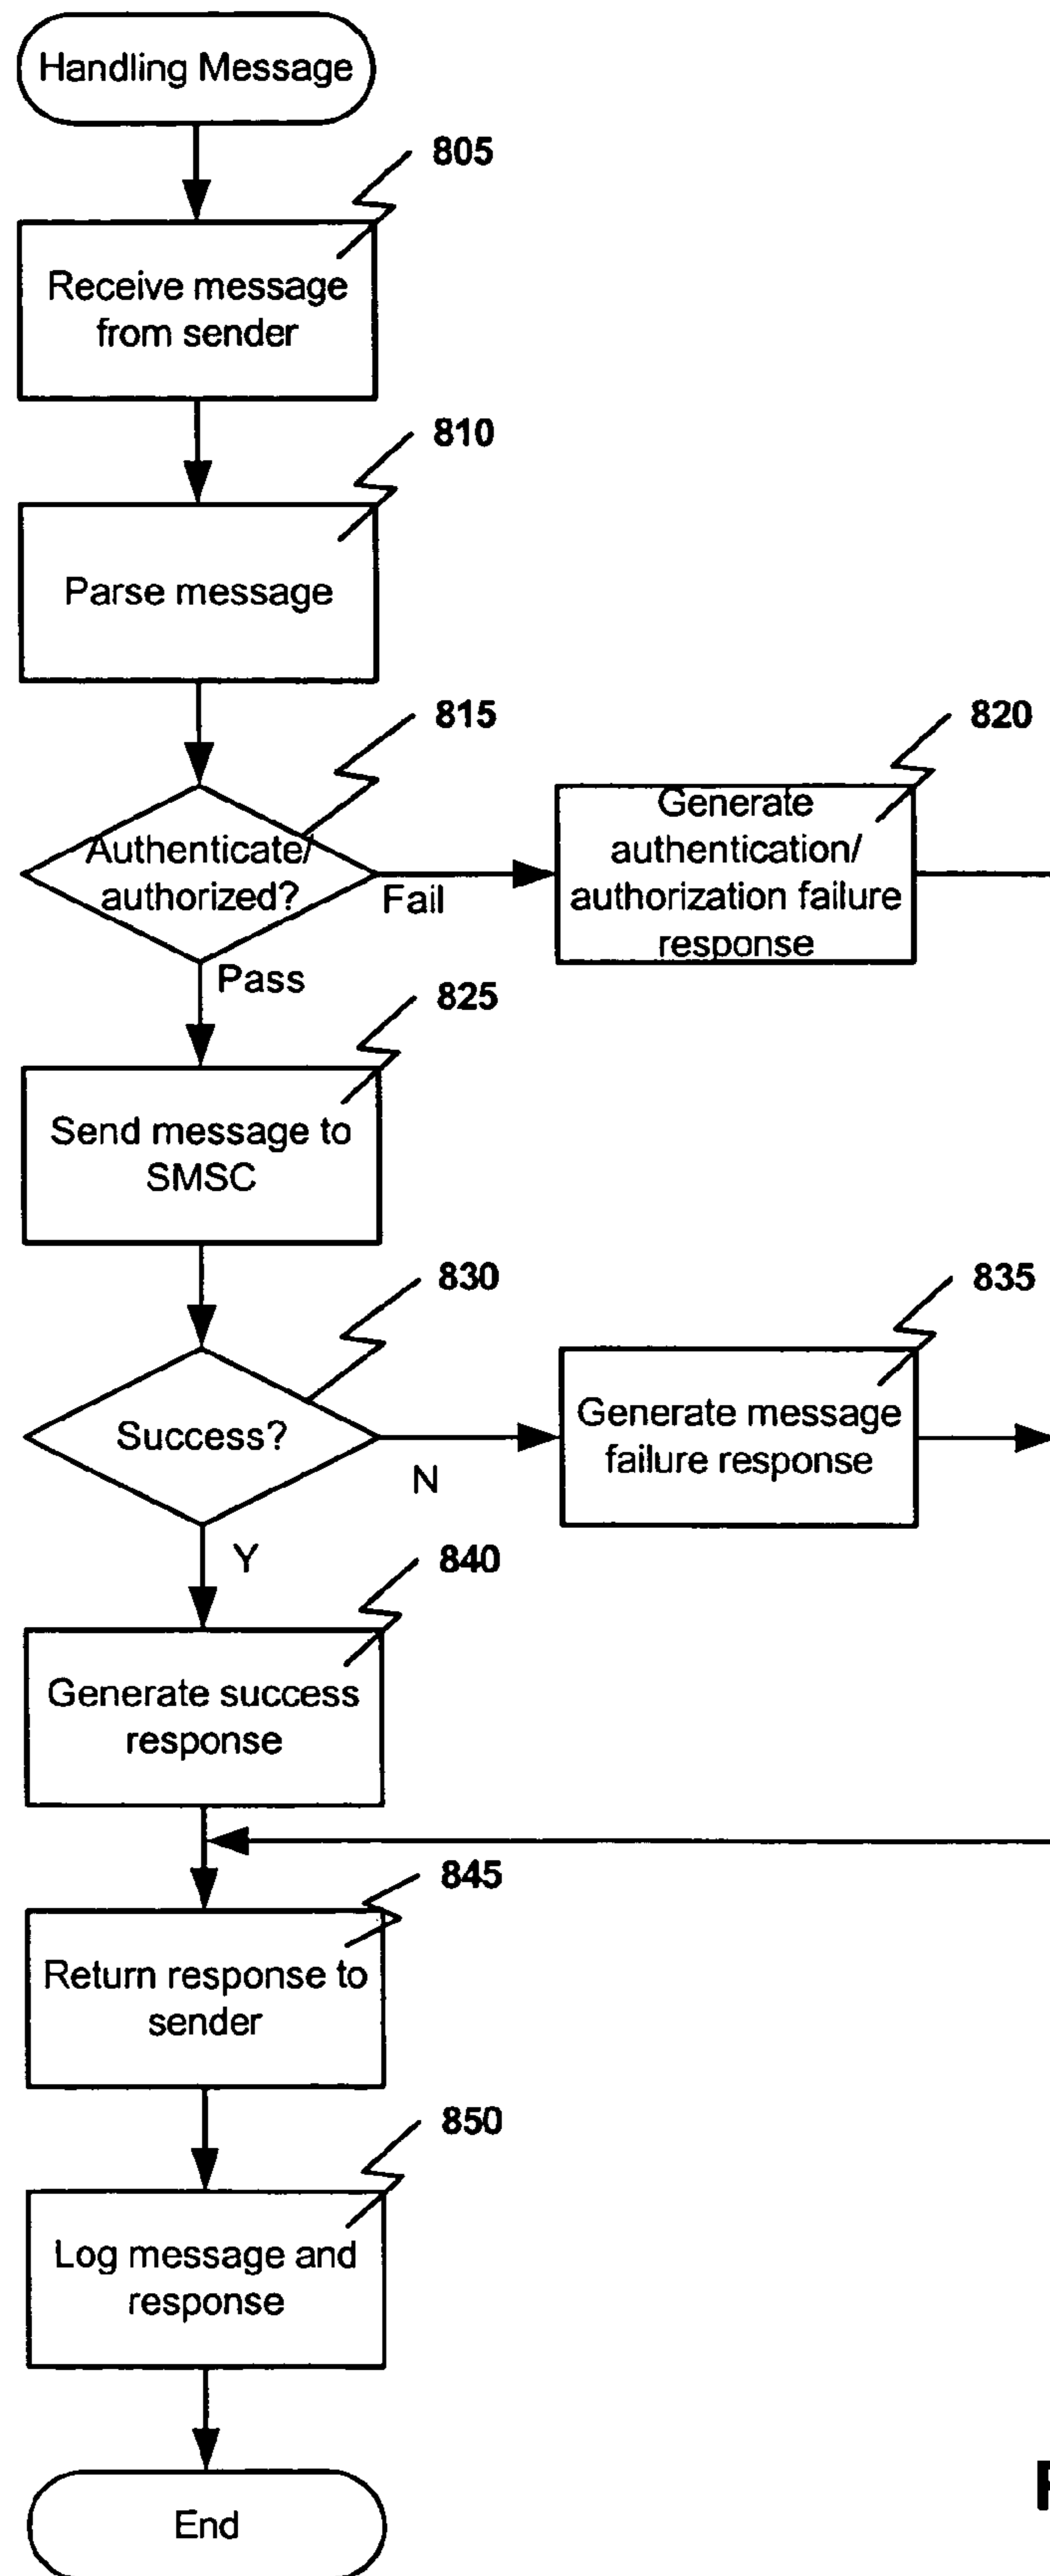 Handling Message
805
Receive message
from sender
810
Parse message
815
Authenticate/
authorized?
Fail
820
Generate
authentication/
authorization failure
response
Pass
825
Send message to
SMSC
830
Success?
N
835
Generate message
failure response
Y
840
Generate success
response
845
Return response to
sender
850
Log message and
response
End